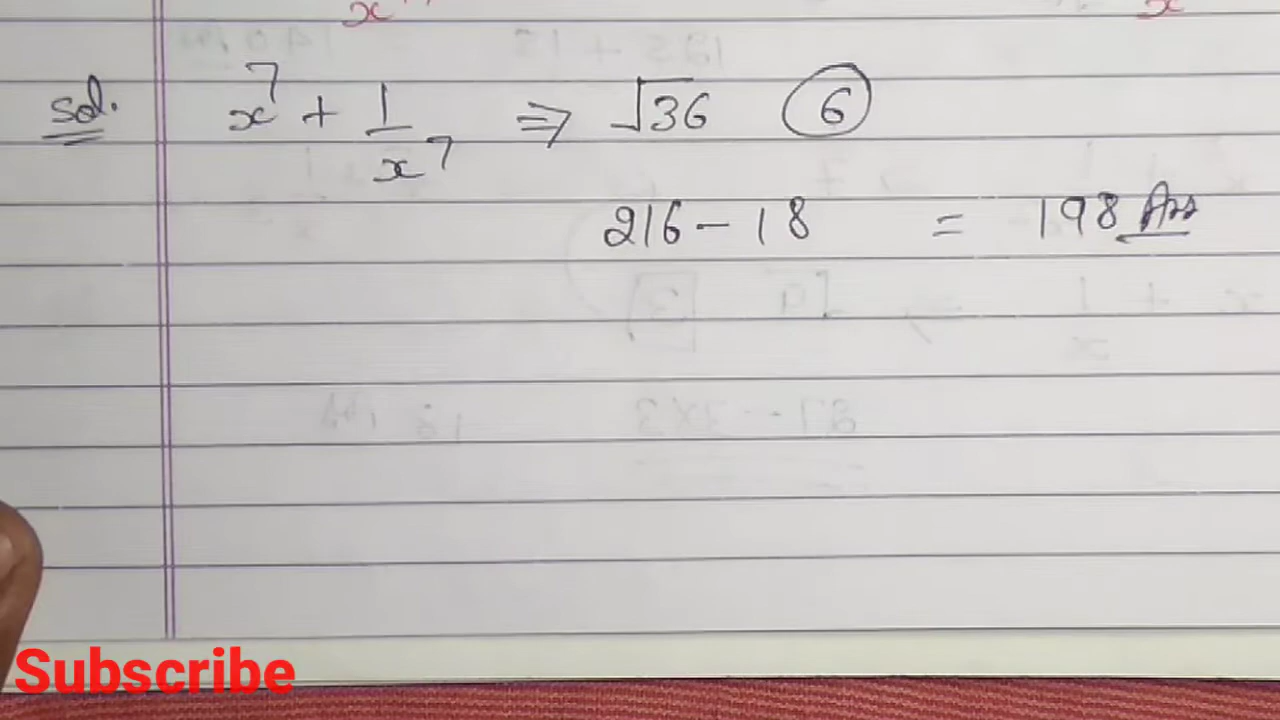 x x
Sol. x⁷ + 1/x⁷ ⇒ √36 6
216 - 18 = 198 Ans
Subscribe